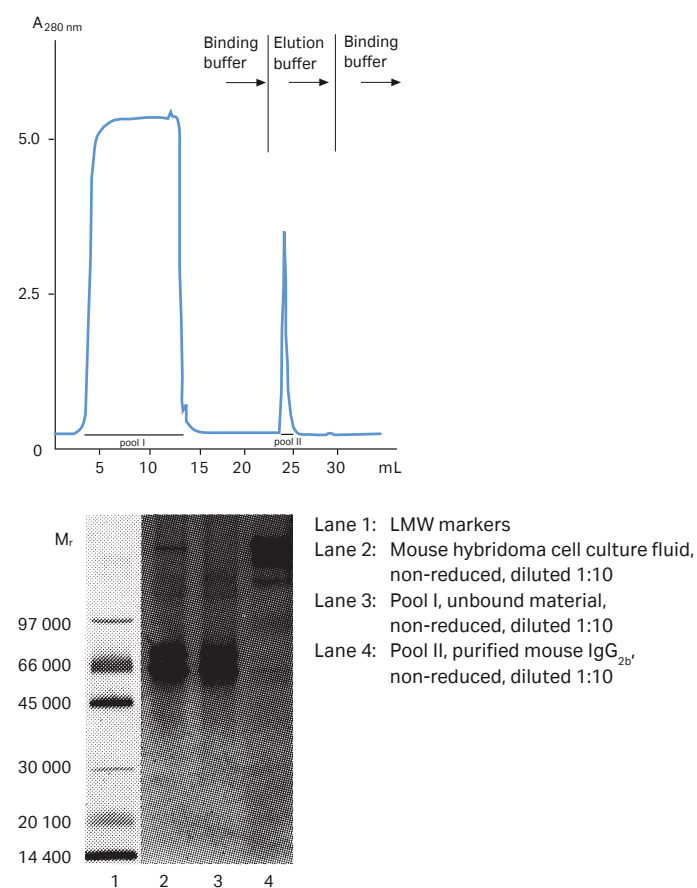 A280 nm
Binding buffer
Elution buffer
Binding buffer
5.0
2.5
0
pool I
pool II
5 10 15 20 25 30 mL
Mr
97 000
66 000
45 000
30 000
20 100
14 400
1 2 3 4
Lane 1: LMW markers
Lane 2: Mouse hybridoma cell culture fluid,
non-reduced, diluted 1:10
Lane 3: Pool I, unbound material,
non-reduced, diluted 1:10
Lane 4: Pool II, purified mouse IgG2b,
non-reduced, diluted 1:10